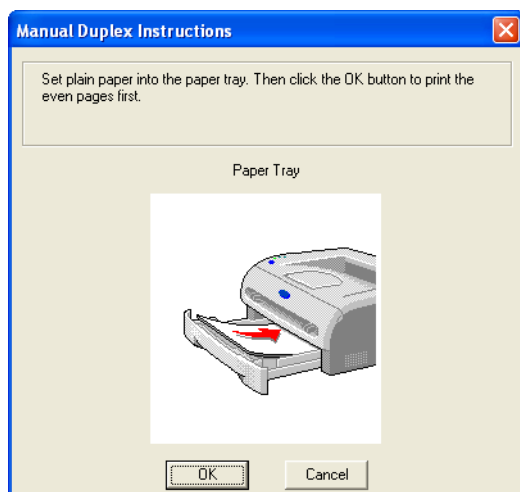 Manual Duplex Instructions
Set plain paper into the paper tray. Then click the OK button to print the
even pages first.
Paper Tray
OK
Cancel